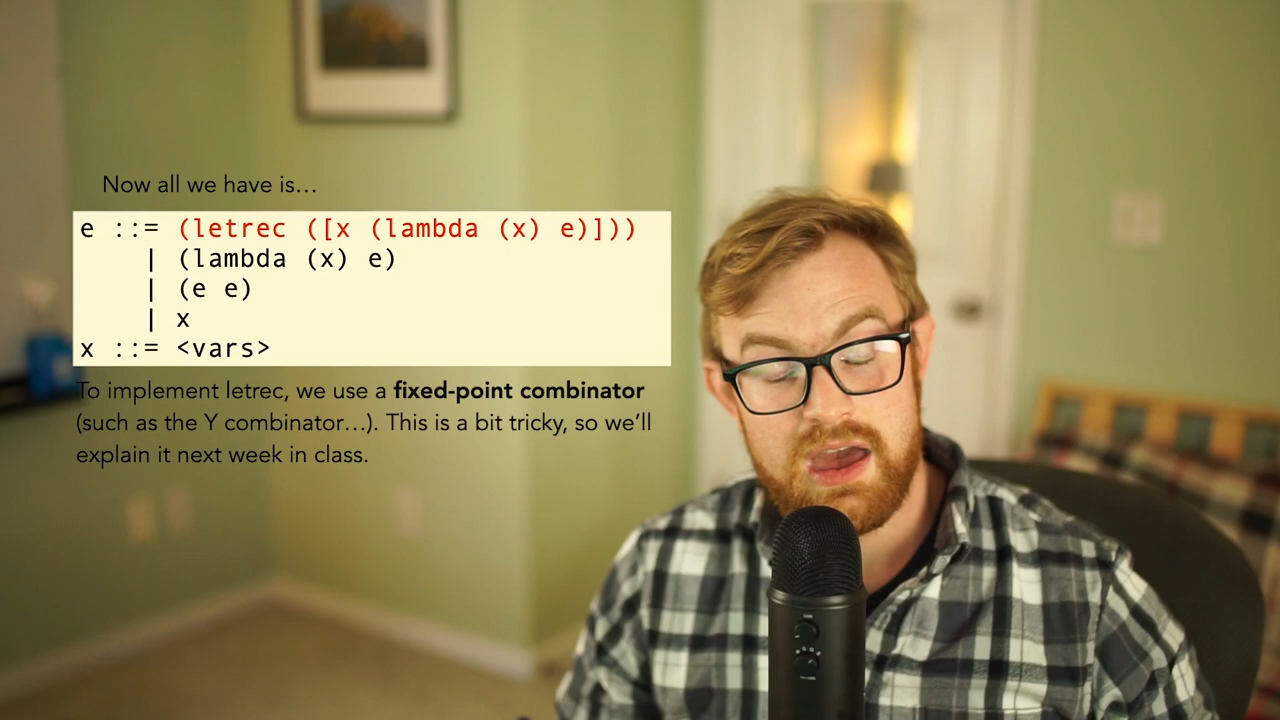 Now all we have is…
e ::= (letrec ([x (lambda (x) e)]))
| (lambda (x) e)
| (e e)
| x
x ::= <vars>
To implement letrec, we use a fixed-point combinator
(such as the Y combinator…). This is a bit tricky, so we’ll
explain it next week in class.